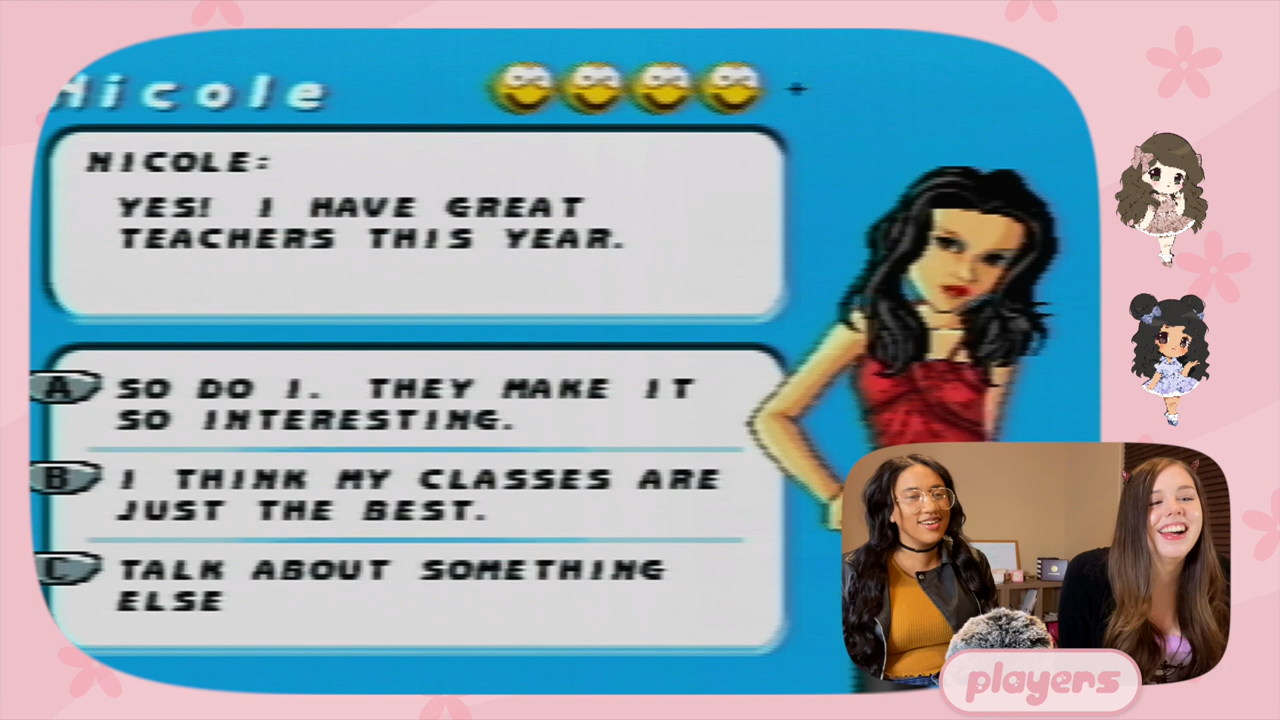 Nicole
NICOLE:
YES! I HAVE GREAT
TEACHERS THIS YEAR.
A SO DO I. THEY MAKE IT
SO INTERESTING.
B I THINK MY CLASSES ARE
JUST THE BEST.
C TALK ABOUT SOMETHING
ELSE
players